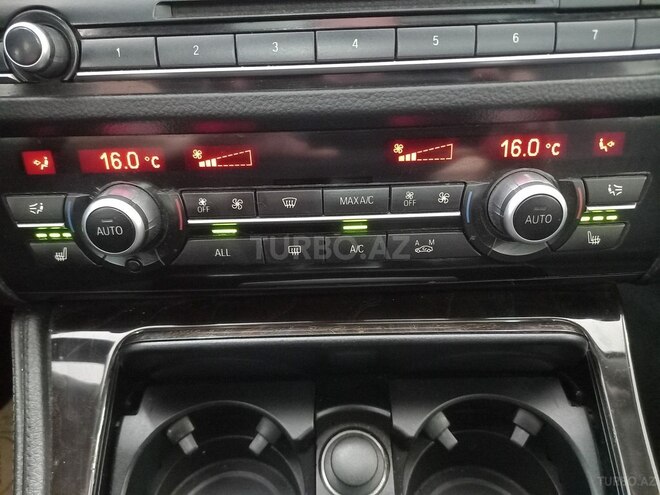 1 2 3 4 5 6 7
16.0 °C 16.0 °C
OFF MAX A/C OFF
AUTO AUTO
ALL A/C A M
TURBO.AZ
TURBO.AZ